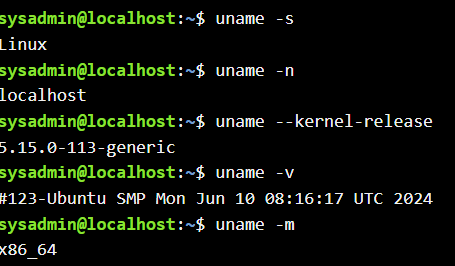 sysadmin@localhost:~$ uname -s
Linux
sysadmin@localhost:~$ uname -n
localhost
sysadmin@localhost:~$ uname --kernel-release
5.15.0-113-generic
sysadmin@localhost:~$ uname -v
#123-Ubuntu SMP Mon Jun 10 08:16:17 UTC 2024
sysadmin@localhost:~$ uname -m
x86_64